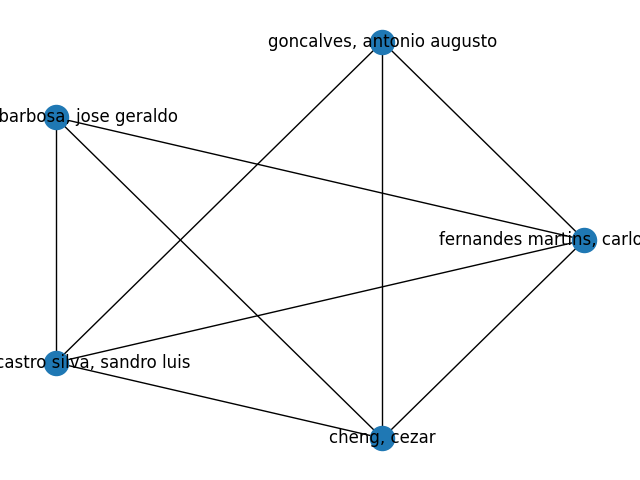 goncalves, antonio augusto
barbosa, jose geraldo
fernandes martins, carlo
castro silva, sandro luis
cheng, cezar